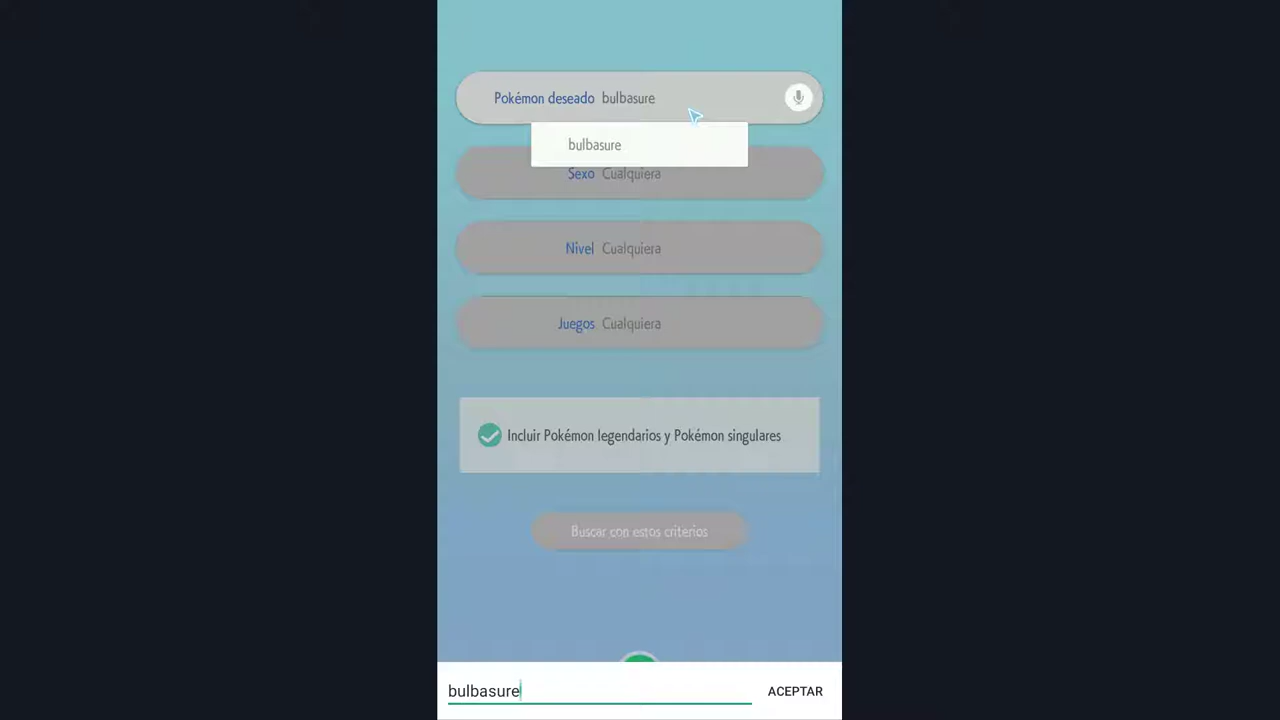 Pokémon deseado bulbasure
bulbasure
Sexo Cualquiera
Nivel Cualquiera
Juegos Cualquiera
Incluir Pokémon legendarios y Pokémon singulares
Buscar con estos criterios
bulbasure ACEPTAR